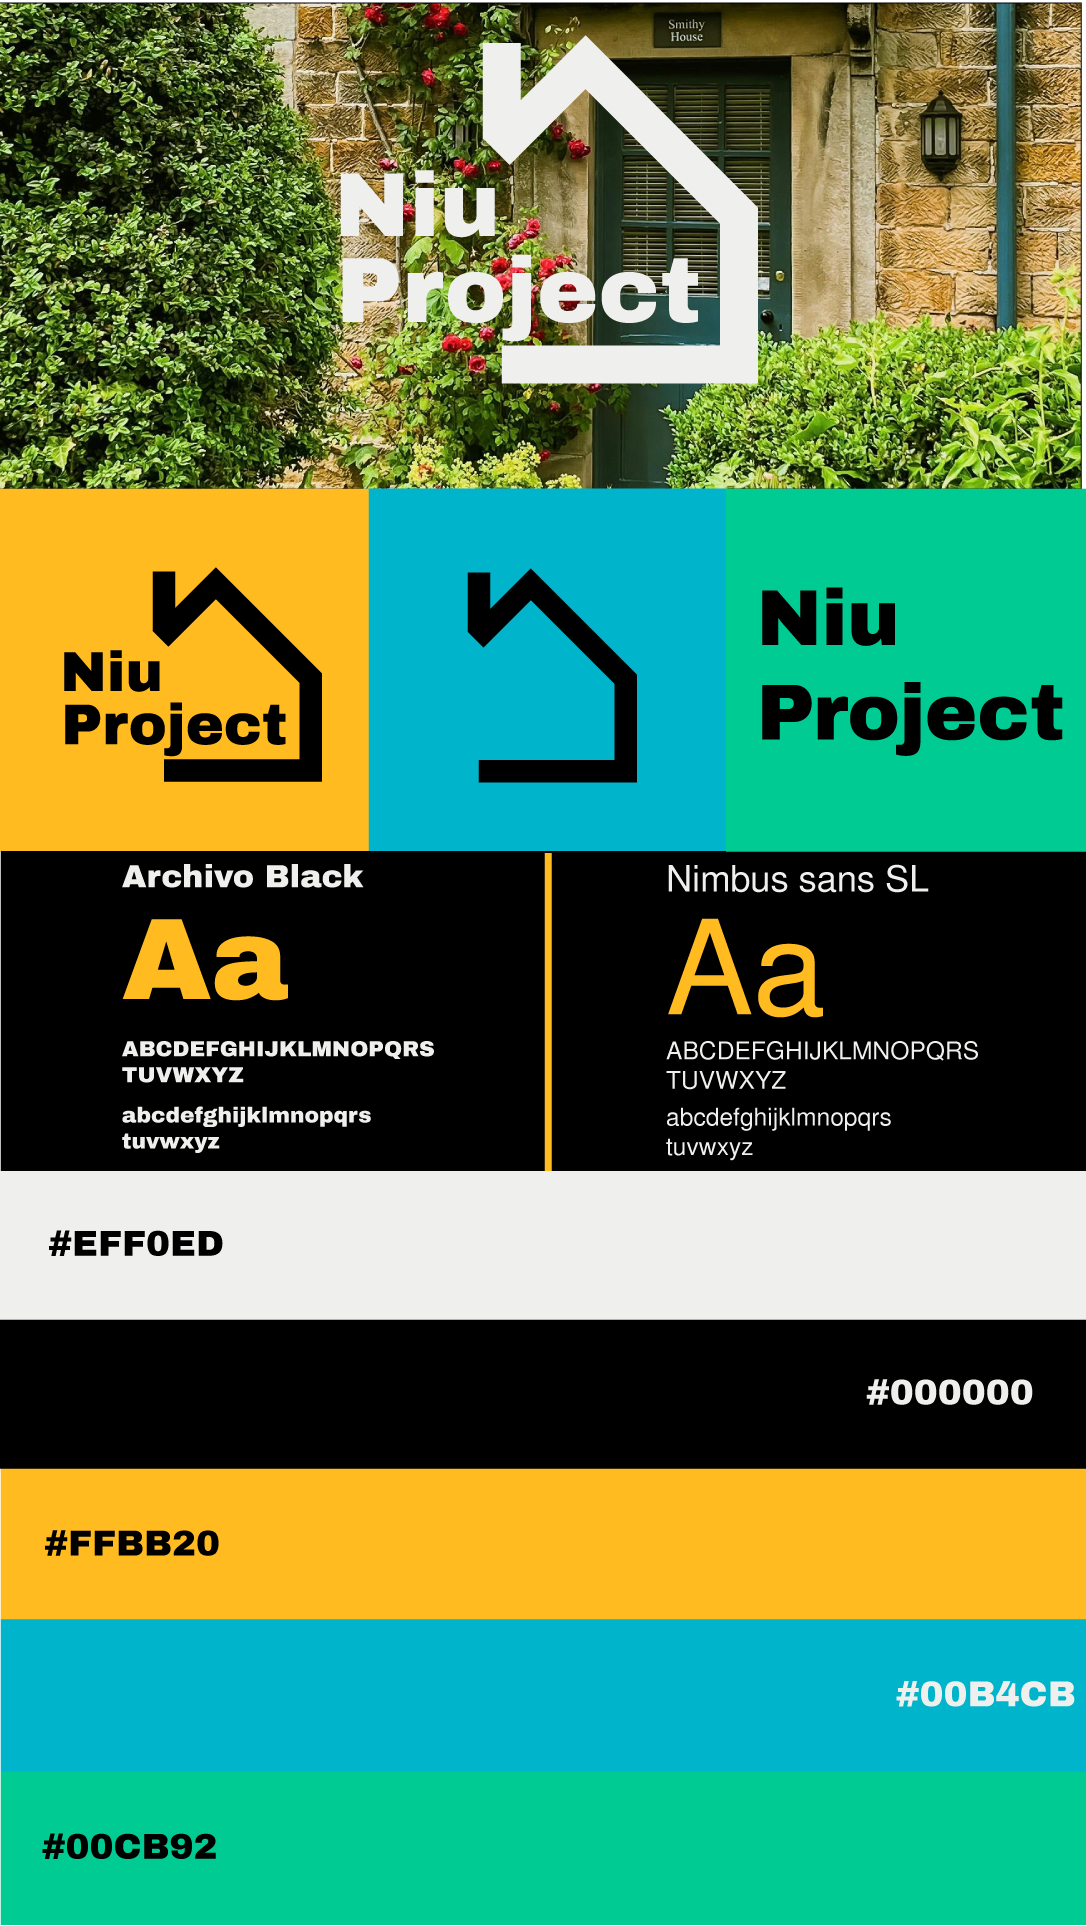 Smithy
House
Niu
Project
Niu
Project
Niu
Project
Archivo Black
Aa
ABCDEFGHIJKLMNOPQRS
TUVWXYZ
abcdefghijklmnopqrs
tuvwxyz
Nimbus sans SL
Aa
ABCDEFGHIJKLMNOPQRS
TUVWXYZ
abcdefghijklmnopqrs
tuvwxyz
#EFF0ED
#000000
#FFBB20
#00B4CB
#00CB92